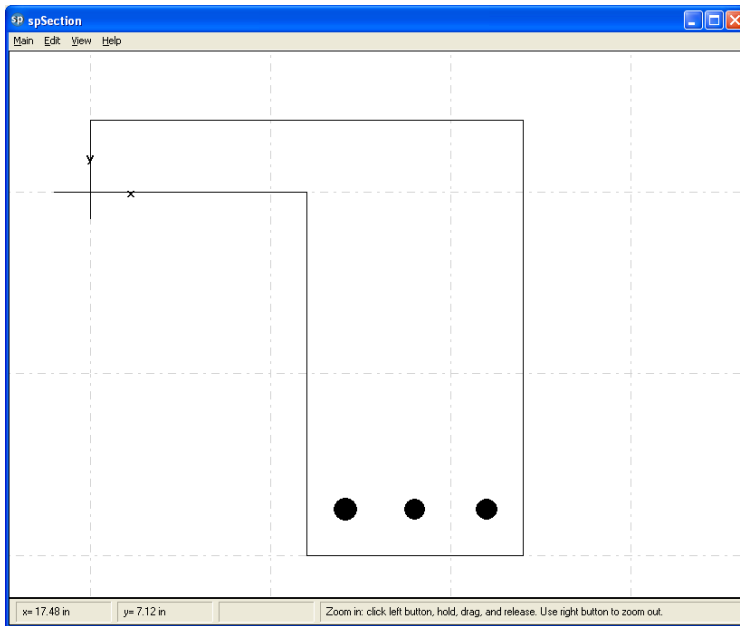 sp spSection
Main Edit View Help
y
x
x= 17.48 in y= 7.12 in Zoom in: click left button, hold, drag, and release. Use right button to zoom out.